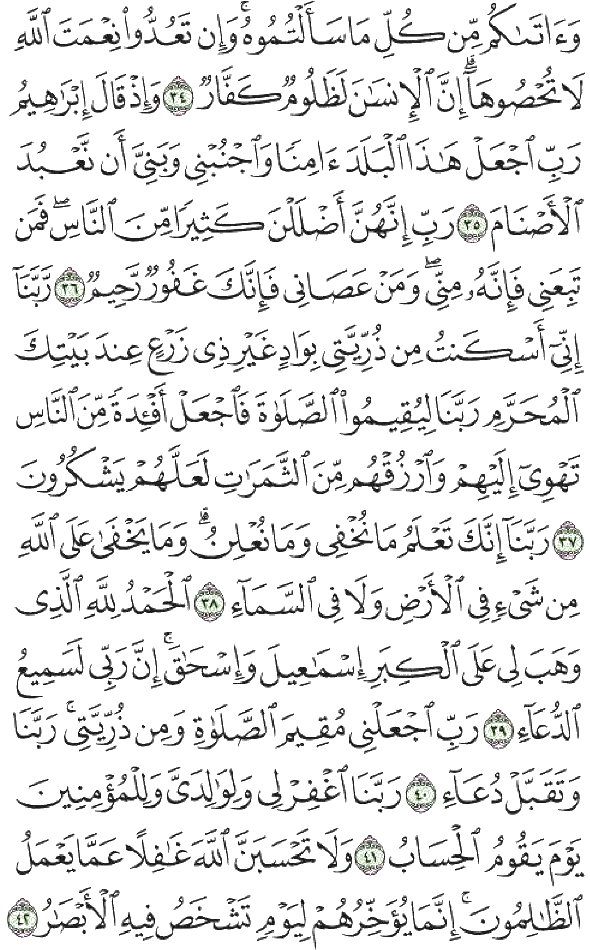 وَءَاتَىٰكُم مِّن كُلِّ مَا سَأَلْتُمُوهُ ۚ وَإِن تَعُدُّوا۟ نِعْمَتَ ٱللَّهِ
لَا تُحْصُوهَآ ۗ إِنَّ ٱلْإِنسَـٰنَ لَظَلُومٌ كَفَّارٌ ٣٤ وَإِذْ قَالَ إِبْرَٰهِيمُ
رَبِّ ٱجْعَلْ هَـٰذَا ٱلْبَلَدَ ءَامِنًا وَٱجْنُبْنِى وَبَنِىَّ أَن نَّعْبُدَ
ٱلْأَصْنَامَ ٣٥ رَبِّ إِنَّهُنَّ أَضْلَلْنَ كَثِيرًا مِّنَ ٱلنَّاسِ ۖ فَمَن
تَبِعَنِى فَإِنَّهُۥ مِنِّى ۖ وَمَنْ عَصَانِى فَإِنَّكَ غَفُورٌ رَّحِيمٌ ٣٦ رَّبَّنَآ
إِنِّىٓ أَسْكَنتُ مِن ذُرِّيَّتِى بِوَادٍ غَيْرِ ذِى زَرْعٍ عِندَ بَيْتِكَ
ٱلْمُحَرَّمِ رَبَّنَا لِيُقِيمُوا۟ ٱلصَّلَوٰةَ فَٱجْعَلْ أَفْـِٔدَةً مِّنَ ٱلنَّاسِ
تَهْوِىٓ إِلَيْهِمْ وَٱرْزُقْهُم مِّنَ ٱلثَّمَرَٰتِ لَعَلَّهُمْ يَشْكُرُونَ
٣٧ رَبَّنَآ إِنَّكَ تَعْلَمُ مَا نُخْفِى وَمَا نُعْلِنُ ۗ وَمَا يَخْفَىٰ عَلَى ٱللَّهِ
مِن شَىْءٍ فِى ٱلْأَرْضِ وَلَا فِى ٱلسَّمَآءِ ٣٨ ٱلْحَمْدُ لِلَّهِ ٱلَّذِى
وَهَبَ لِى عَلَى ٱلْكِبَرِ إِسْمَـٰعِيلَ وَإِسْحَـٰقَ ۚ إِنَّ رَبِّى لَسَمِيعُ
ٱلدُّعَآءِ ٣٩ رَبِّ ٱجْعَلْنِى مُقِيمَ ٱلصَّلَوٰةِ وَمِن ذُرِّيَّتِى ۚ رَبَّنَا
وَتَقَبَّلْ دُعَآءِ ٤٠ رَبَّنَا ٱغْفِرْ لِى وَلِوَٰلِدَىَّ وَلِلْمُؤْمِنِينَ
يَوْمَ يَقُومُ ٱلْحِسَابُ ٤١ وَلَا تَحْسَبَنَّ ٱللَّهَ غَـٰفِلًا عَمَّا يَعْمَلُ
ٱلظَّـٰلِمُونَ ۚ إِنَّمَا يُؤَخِّرُهُمْ لِيَوْمٍ تَشْخَصُ فِيهِ ٱلْأَبْصَـٰرُ ٤٢